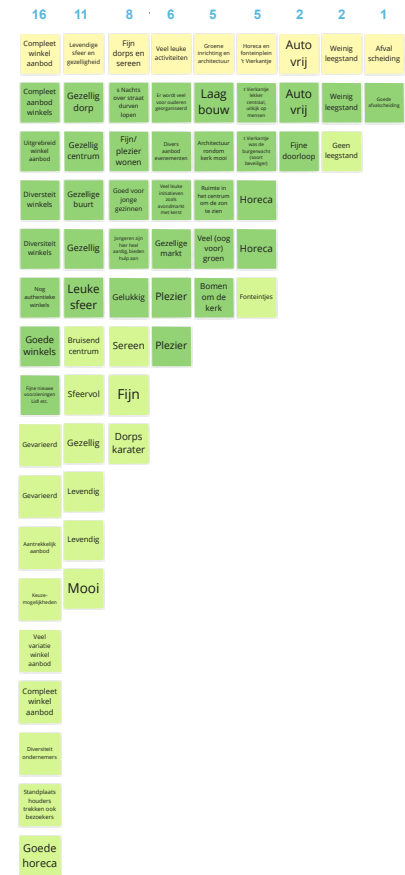 16 11 8 6 5 5 2 2 1
Compleet
winkel
aanbod
Levendige
sfeer en
gezelligheid
Fijn
dorps en
sereen
Veel leuke
activiteiten
Groene
inrichting en
architectuur
Horeca en
fonteinplein
't Vierkantje
Auto
vrij
Weinig
leegstand
Afval
scheiding
Compleet
aanbod
winkels
Gezellig
dorp
s Nachts
over straat
durven
lopen
Er wordt veel
voor ouderen
georganiseerd
Laag
bouw
t Vierkantje
lekker
centraal,
uitkijk op
mensen
Auto
vrij
Weinig
leegstand
Goede
afvalscheiding
Uitgrebreid
winkel
aanbod
Gezellig
centrum
Fijn/
plezier
wonen
Divers
aanbod
evenementen
Architectuur
rondom
kerk mooi
't Vierkantje
was de
burgerwacht
(soort
beveiliger)
Fijne
doorloop
Geen
leegstand
Diversteit
winkels
Gezellige
buurt
Goed voor
jonge
gezinnen
Veel leuke
initiatieven
zoals
avondmarkt
met kerst
Ruimte in
het centrum
om de zon
te zien
Horeca
Diversteit
winkels
Gezellig
Jongeren zijn
hier heel
aardig, bieden
hulp aan
Gezellige
markt
Veel (oog
voor)
groen
Horeca
Nog
authentieke
winkels
Leuke
sfeer
Gelukkig
Plezier
Bomen
om de
kerk
Fonteintjes
Goede
winkels
Bruisend
centrum
Sereen
Plezier
Fijne nieuwe
voorzieningen
Lidl etc.
Sfeervol
Fijn
Gevarieerd
Gezellig
Dorps
karater
Gevarieerd
Levendig
Aantrekkelijk
aanbod
Levendig
Keuze-
mogelijkheden
Mooi
Veel
variatie
winkel
aanbod
Compleet
winkel
aanbod
Diversiteit
ondernemers
Standplaats
houders
trekken ook
bezoekers
Goede
horeca